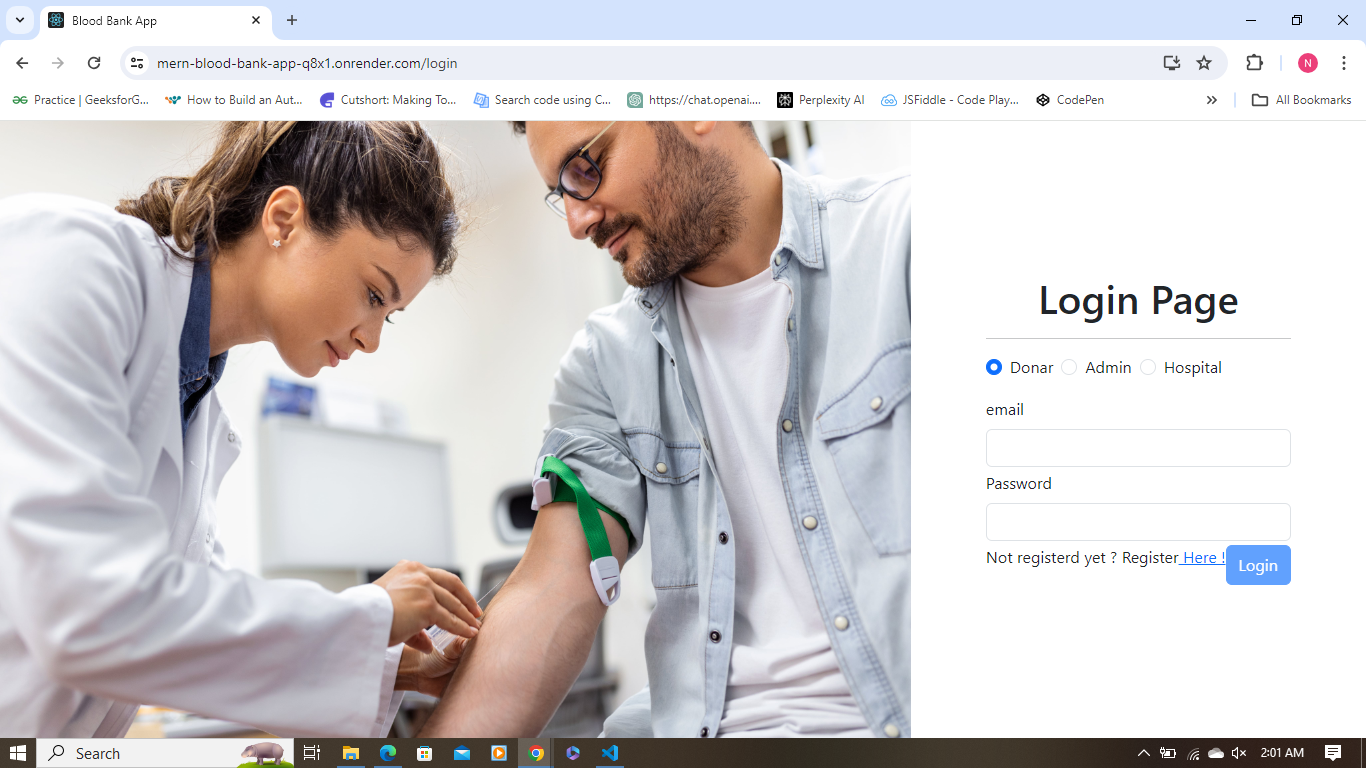 Blood Bank App
mern-blood-bank-app-q8x1.onrender.com/login
N
Practice | GeeksforG... How to Build an Aut... Cutshort: Making To... Search code using C... https://chat.openai.... Perplexity AI JSFiddle - Code Play... CodePen » All Bookmarks
Login Page
Donar Admin Hospital
email
Password
Not registerd yet ? Register Here ! Login
Search
2:01 AM